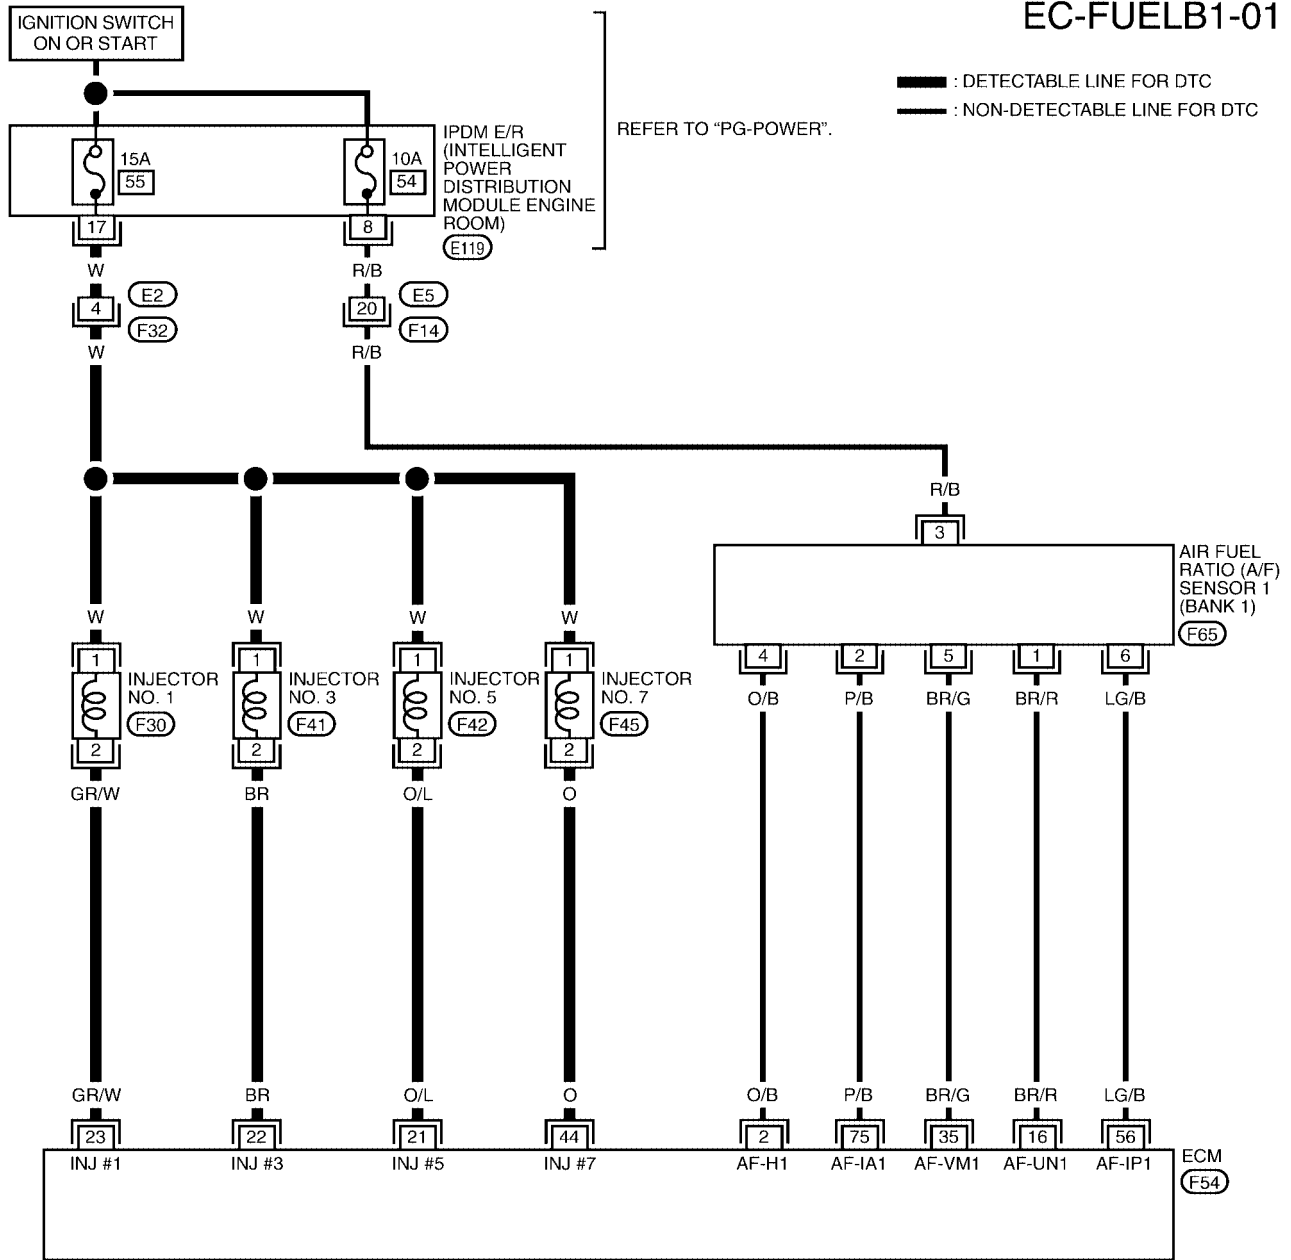 EC-FUELB1-01
IGNITION SWITCH
ON OR START
: DETECTABLE LINE FOR DTC
: NON-DETECTABLE LINE FOR DTC
REFER TO “PG-POWER”.
15A
55
10A
54
IPDM E/R
(INTELLIGENT
POWER
DISTRIBUTION
MODULE ENGINE
ROOM)
E119
17
8
W
R/B
4
E2
F32
20
E5
F14
W
R/B
R/B
3
AIR FUEL
RATIO (A/F)
SENSOR 1
(BANK 1)
F65
W
W
W
W
1
1
1
1
4
2
5
1
6
INJECTOR
NO. 1
F30
INJECTOR
NO. 3
F41
INJECTOR
NO. 5
F42
INJECTOR
NO. 7
F45
O/B
P/B
BR/G
BR/R
LG/B
2
2
2
2
GR/W
BR
O/L
O
GR/W
BR
O/L
O
O/B
P/B
BR/G
BR/R
LG/B
23
22
21
44
2
75
35
16
56
INJ #1
INJ #3
INJ #5
INJ #7
AF-H1
AF-IA1
AF-VM1
AF-UN1
AF-IP1
ECM
F54